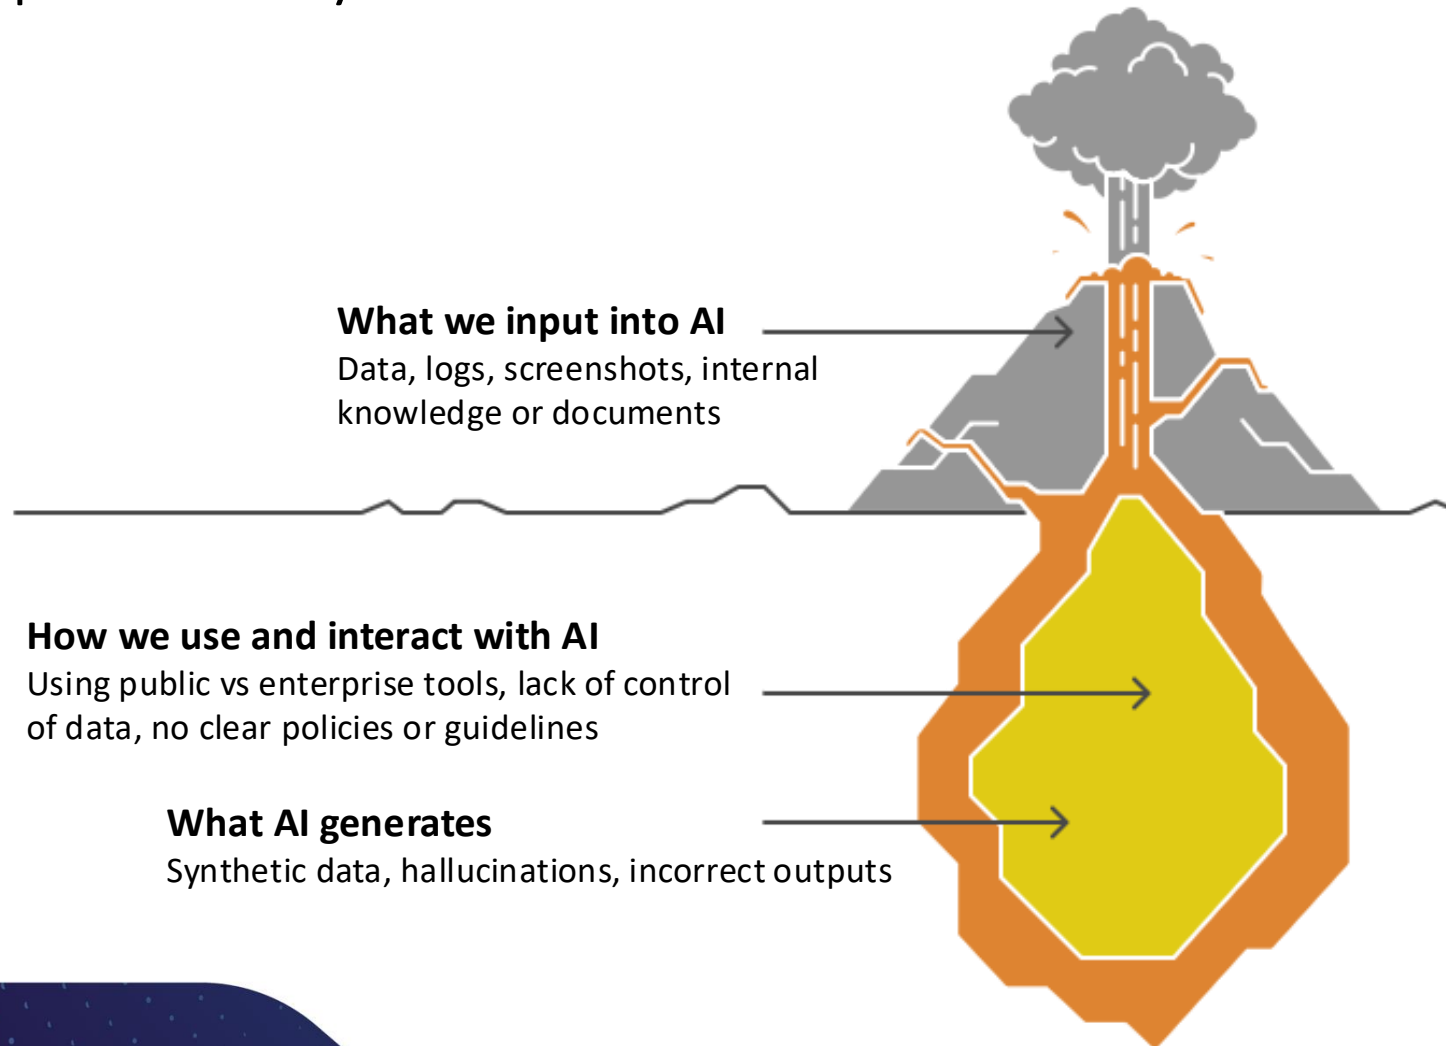 What we input into AI
Data, logs, screenshots, internal
knowledge or documents
How we use and interact with AI
Using public vs enterprise tools, lack of control
of data, no clear policies or guidelines
What AI generates
Synthetic data, hallucinations, incorrect outputs